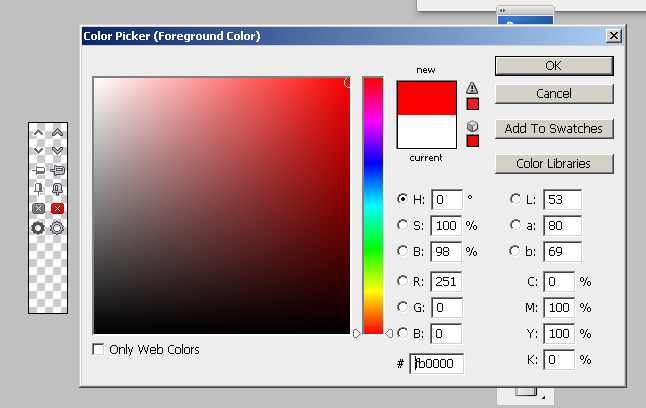 Color Picker (Foreground Color)
new
current
OK
Cancel
Add To Swatches
Color Libraries
H: 0 °
S: 100 %
B: 98 %
R: 251
G: 0
B: 0
# fb0000
L: 53
a: 80
b: 69
C: 0 %
M: 100 %
Y: 100 %
K: 0 %
Only Web Colors